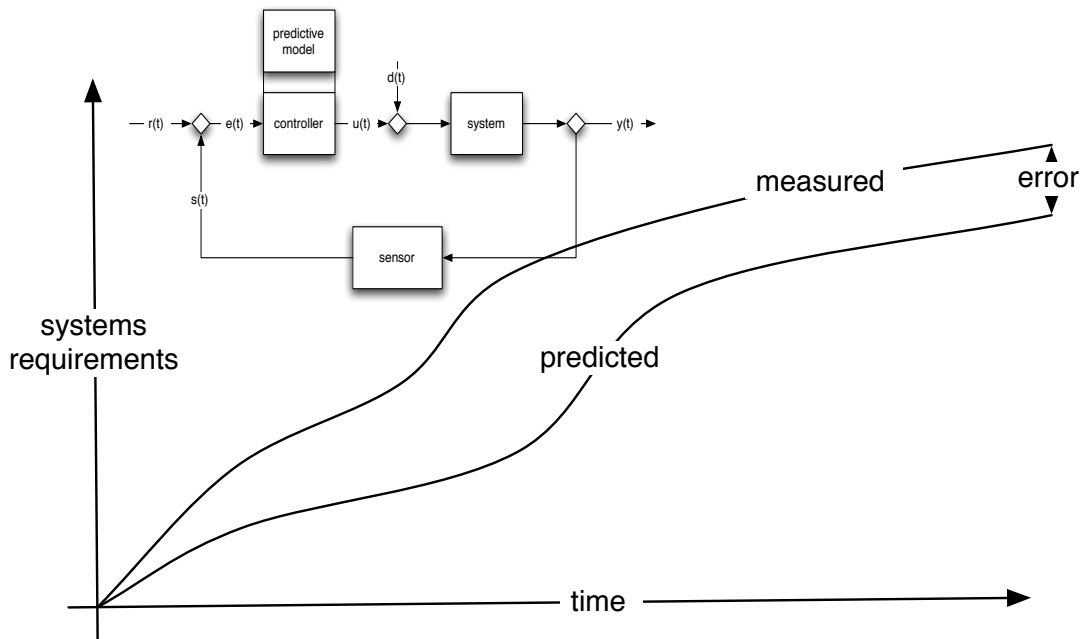 predictive
model
d(t)
r(t)
e(t)
controller
u(t)
system
y(t)
s(t)
sensor
measured
error
systems
requirements
predicted
time